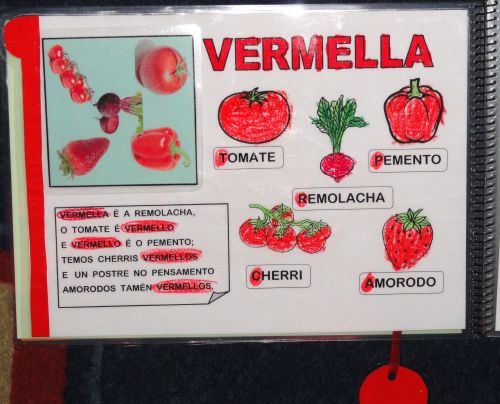 VERMELLA
TOMATE
PEMENTO
REMOLACHA
CHERRI
AMORODO
VERMELLA É A REMOLACHA,
O TOMATE É VERMELLO
E VERMELLO É O PEMENTO;
TEMOS CHERRIS VERMELLOS
E UN POSTRE NO PENSAMENTO
AMORODOS TAMÉN VERMELLOS.